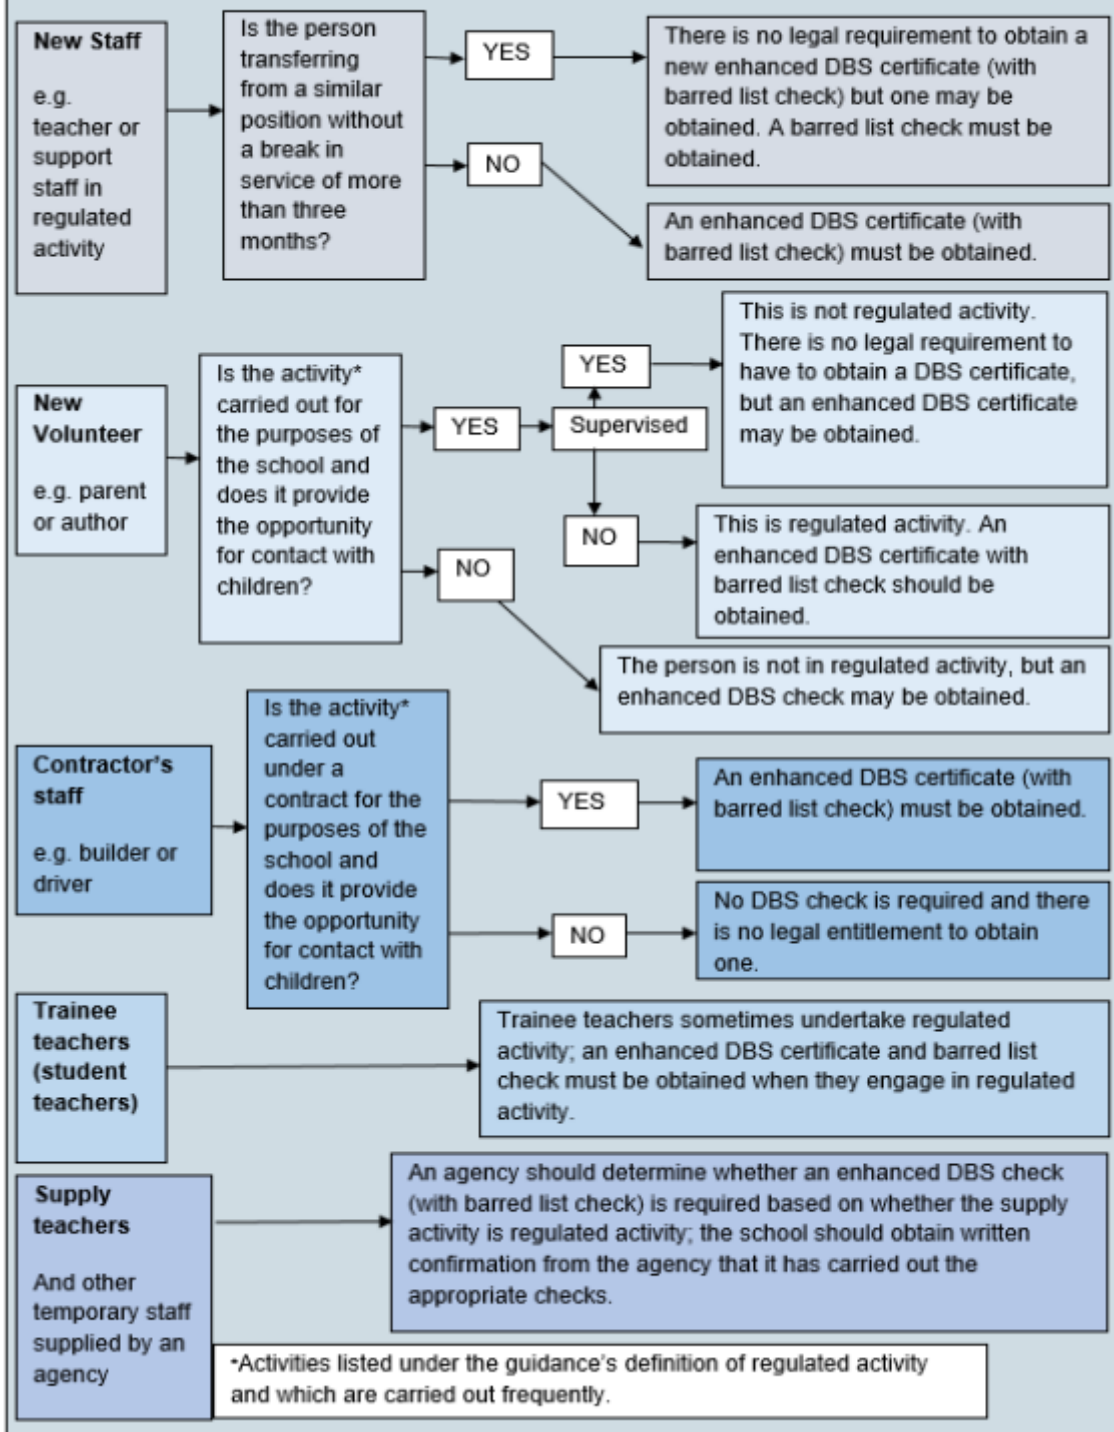 New Staff
e.g.
teacher or
support
staff in
regulated
activity
Is the person
transferring
from a similar
position without
a break in
service of more
than three
months?
YES
There is no legal requirement to obtain a
new enhanced DBS certificate (with
barred list check) but one may be
obtained. A barred list check must be
obtained.
NO
An enhanced DBS certificate (with
barred list check) must be obtained.
New
Volunteer
e.g. parent
or author
Is the activity*
carried out for
the purposes of
the school and
does it provide
the opportunity
for contact with
children?
YES
Supervised
YES
This is not regulated activity.
There is no legal requirement to
have to obtain a DBS certificate,
but an enhanced DBS certificate
may be obtained.
NO
This is regulated activity. An
enhanced DBS certificate with
barred list check should be
obtained.
NO
The person is not in regulated activity, but an
enhanced DBS check may be obtained.
Contractor's
staff
e.g. builder or
driver
Is the activity*
carried out
under a
contract for the
purposes of the
school and
does it provide
the opportunity
for contact with
children?
YES
An enhanced DBS certificate (with
barred list check) must be obtained.
NO
No DBS check is required and there
is no legal entitlement to obtain
one.
Trainee
teachers
(student
teachers)
Trainee teachers sometimes undertake regulated
activity; an enhanced DBS certificate and barred list
check must be obtained when they engage in regulated
activity.
Supply
teachers
And other
temporary staff
supplied by an
agency
An agency should determine whether an enhanced DBS check
(with barred list check) is required based on whether the supply
activity is regulated activity; the school should obtain written
confirmation from the agency that it has carried out the
appropriate checks.
*Activities listed under the guidance's definition of regulated activity
and which are carried out frequently.